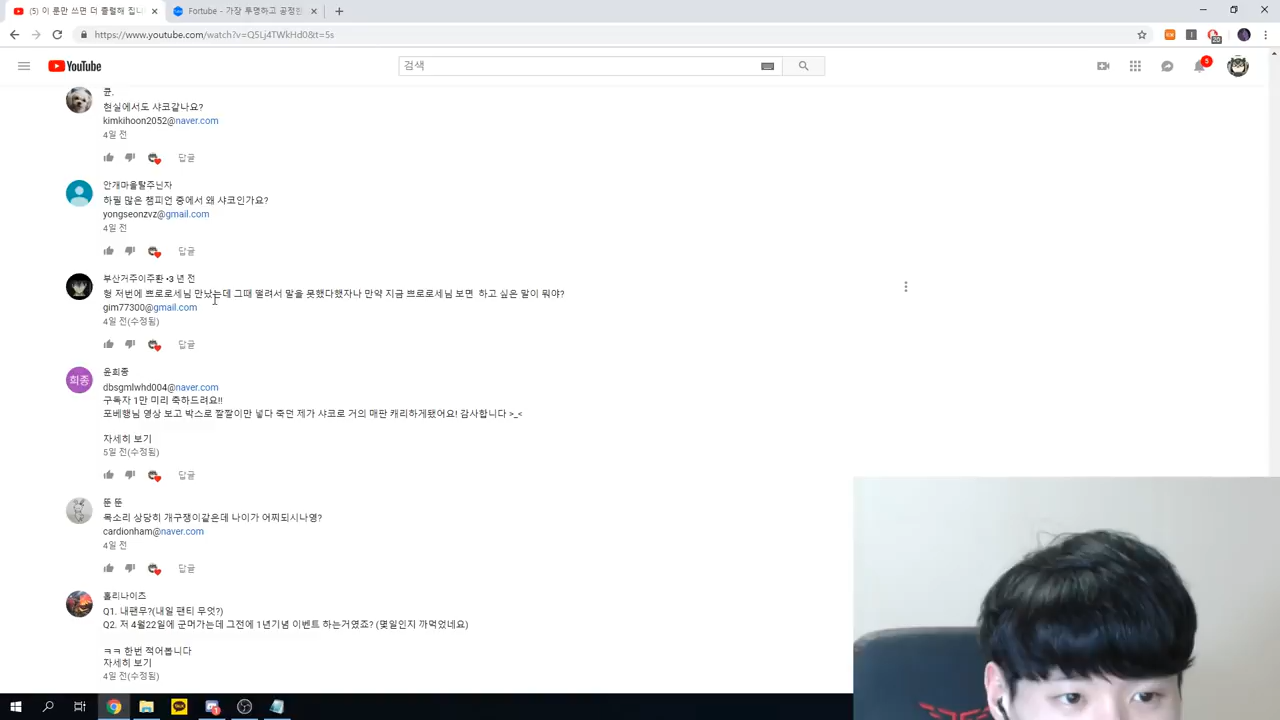 (5) 이 룬만 쓰면 더 졸렬해 집니
Fortube - 가장 투명하고 공정한
https://www.youtube.com/watch?v=Q5Lj4TWkHd0&t=5s
YouTube
검색
5
균.
현실에서도 샤코같나요?
kimkihoon2052@naver.com
4일 전
답글
안개마을탈주닌자
하필 많은 챔피언 중에서 왜 샤코인가요?
yongseonzvz@gmail.com
4일 전
답글
부산거주이주환 •3 년 전
형 저번에 쁘로로세님 만났는데 그때 떨려서 말을 못했다했자나 만약 지금 쁘로로세님 보면 하고 싶은 말이 뭐야?
gim77300@gmail.com
4일 전(수정됨)
답글
희종
윤희종
dbsgmlwhd004@naver.com
구독자 1만 미리 축하드려요!!
포베행님 영상 보고 박스로 깔짤이만 넣다 죽던 제가 샤코로 거의 매판 캐리하게됐어요! 감사합니다 >_<
자세히 보기
5일 전(수정됨)
답글
뚠 뚠
목소리 상당히 개구쟁이같은데 나이가 어찌되시나영?
cardionham@naver.com
4일 전
답글
홀리나이츠
Q1. 내팬무?(내일 팬티 무엇?)
Q2. 저 4월22일에 군머가는데 그전에 1년기념 이벤트 하는거였죠? (몇일인지 까먹었네요)
ㅋㅋ 한번 적어봅니다
자세히 보기
4일 전(수정됨)
TALK
1